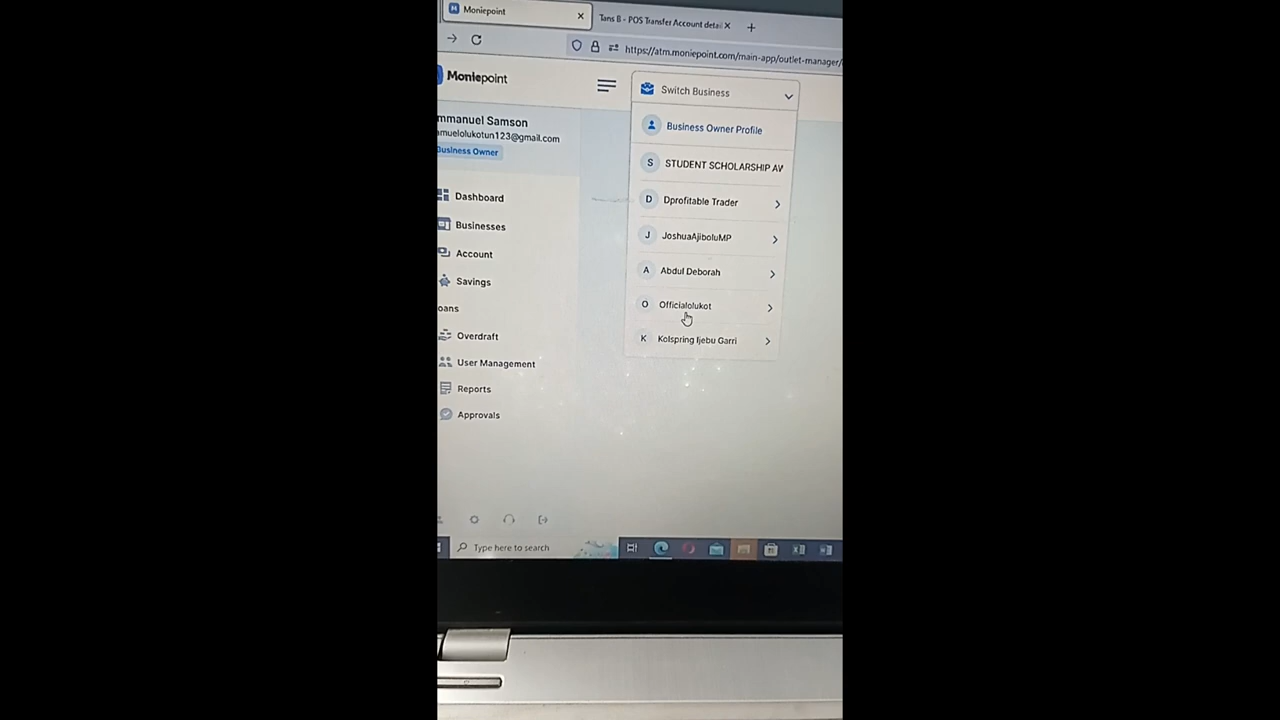 Moniepoint
Tans B - POS Transfer Account detai
https://atm.moniepoint.com/main-app/outlet-manager/
Moniepoint
Switch Business
mmanuel Samson
amuelolukotun123@gmail.com
Business Owner
Business Owner Profile
S STUDENT SCHOLARSHIP AW
D Dprofitable Trader
J JoshuaAjiboluMP
A Abdul Deborah
O Officialolukot
K Kolspring Ijebu Garri
Dashboard
Businesses
Account
Savings
oans
Overdraft
User Management
Reports
Approvals
Type here to search